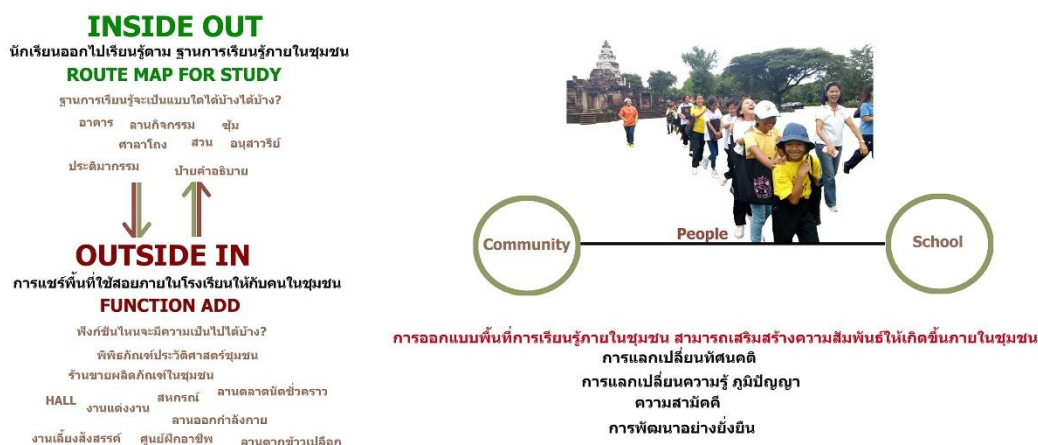 INSIDE OUT
นักเรียนออกไปเรียนรู้ตาม ฐานการเรียนรู้ภายในชุมชน
ROUTE MAP FOR STUDY
ฐานการเรียนรู้จะเป็นแบบใดได้บ้างได้บ้าง?
อาคาร ลานกิจกรรม ซุ้ม
ศาลาโถง สวน อนุสาวรีย์
ประติมากรรม ป้ายคำอธิบาย
OUTSIDE IN
การแชร์พื้นที่ใช้สอยภายในโรงเรียนให้กับคนในชุมชน
FUNCTION ADD
ฟังก์ชันไหนจะมีความเป็นไปได้บ้าง?
พิพิธภัณฑ์ประวัติศาสตร์ชุมชน
ร้านขายผลิตภัณฑ์ในชุมชน
HALL งานแต่งงาน สหกรณ์ ลานตลาดนัดชั่วคราว
ลานออกกำลังกาย
งานเลี้ยงสังสรรค์ ศูนย์ฝึกอาชีพ ลานตากข้าวเปลือก
Community People School
การออกแบบพื้นที่การเรียนรู้ภายในชุมชน สามารถเสริมสร้างความสัมพันธ์ให้เกิดขึ้นภายในชุมชน
การแลกเปลี่ยนทัศนคติ
การแลกเปลี่ยนความรู้ ภูมิปัญญา
ความสามัคคี
การพัฒนาอย่างยั่งยืน